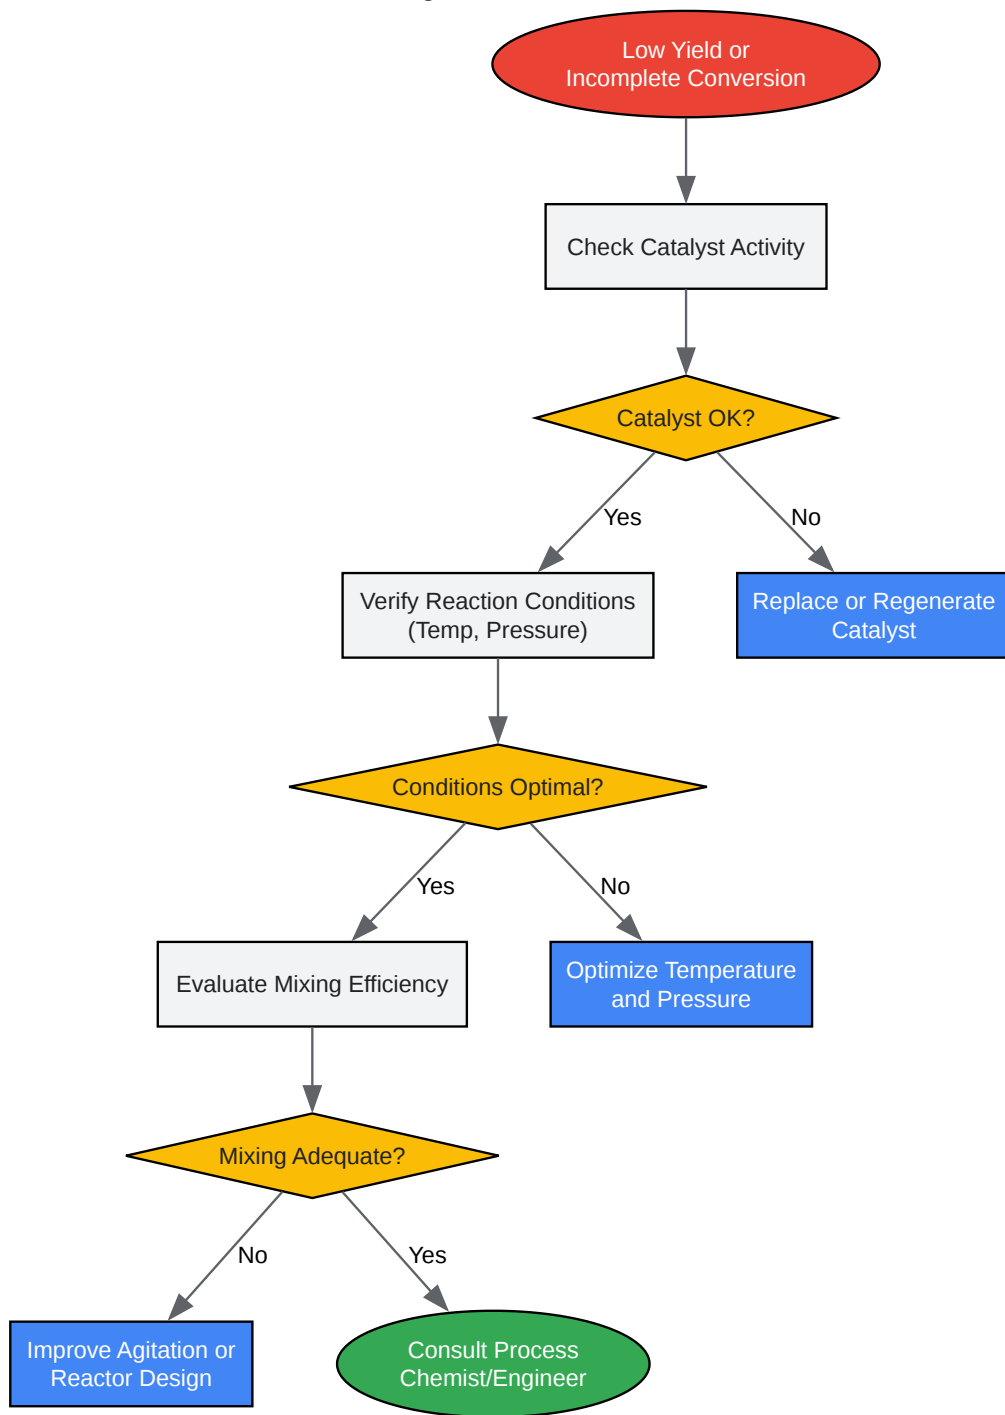 Low Yield or
Incomplete Conversion
Check Catalyst Activity
Catalyst OK?
Yes
No
Verify Reaction Conditions
(Temp, Pressure)
Replace or Regenerate
Catalyst
Conditions Optimal?
Yes
No
Evaluate Mixing Efficiency
Optimize Temperature
and Pressure
Mixing Adequate?
No
Yes
Improve Agitation or
Reactor Design
Consult Process
Chemist/Engineer